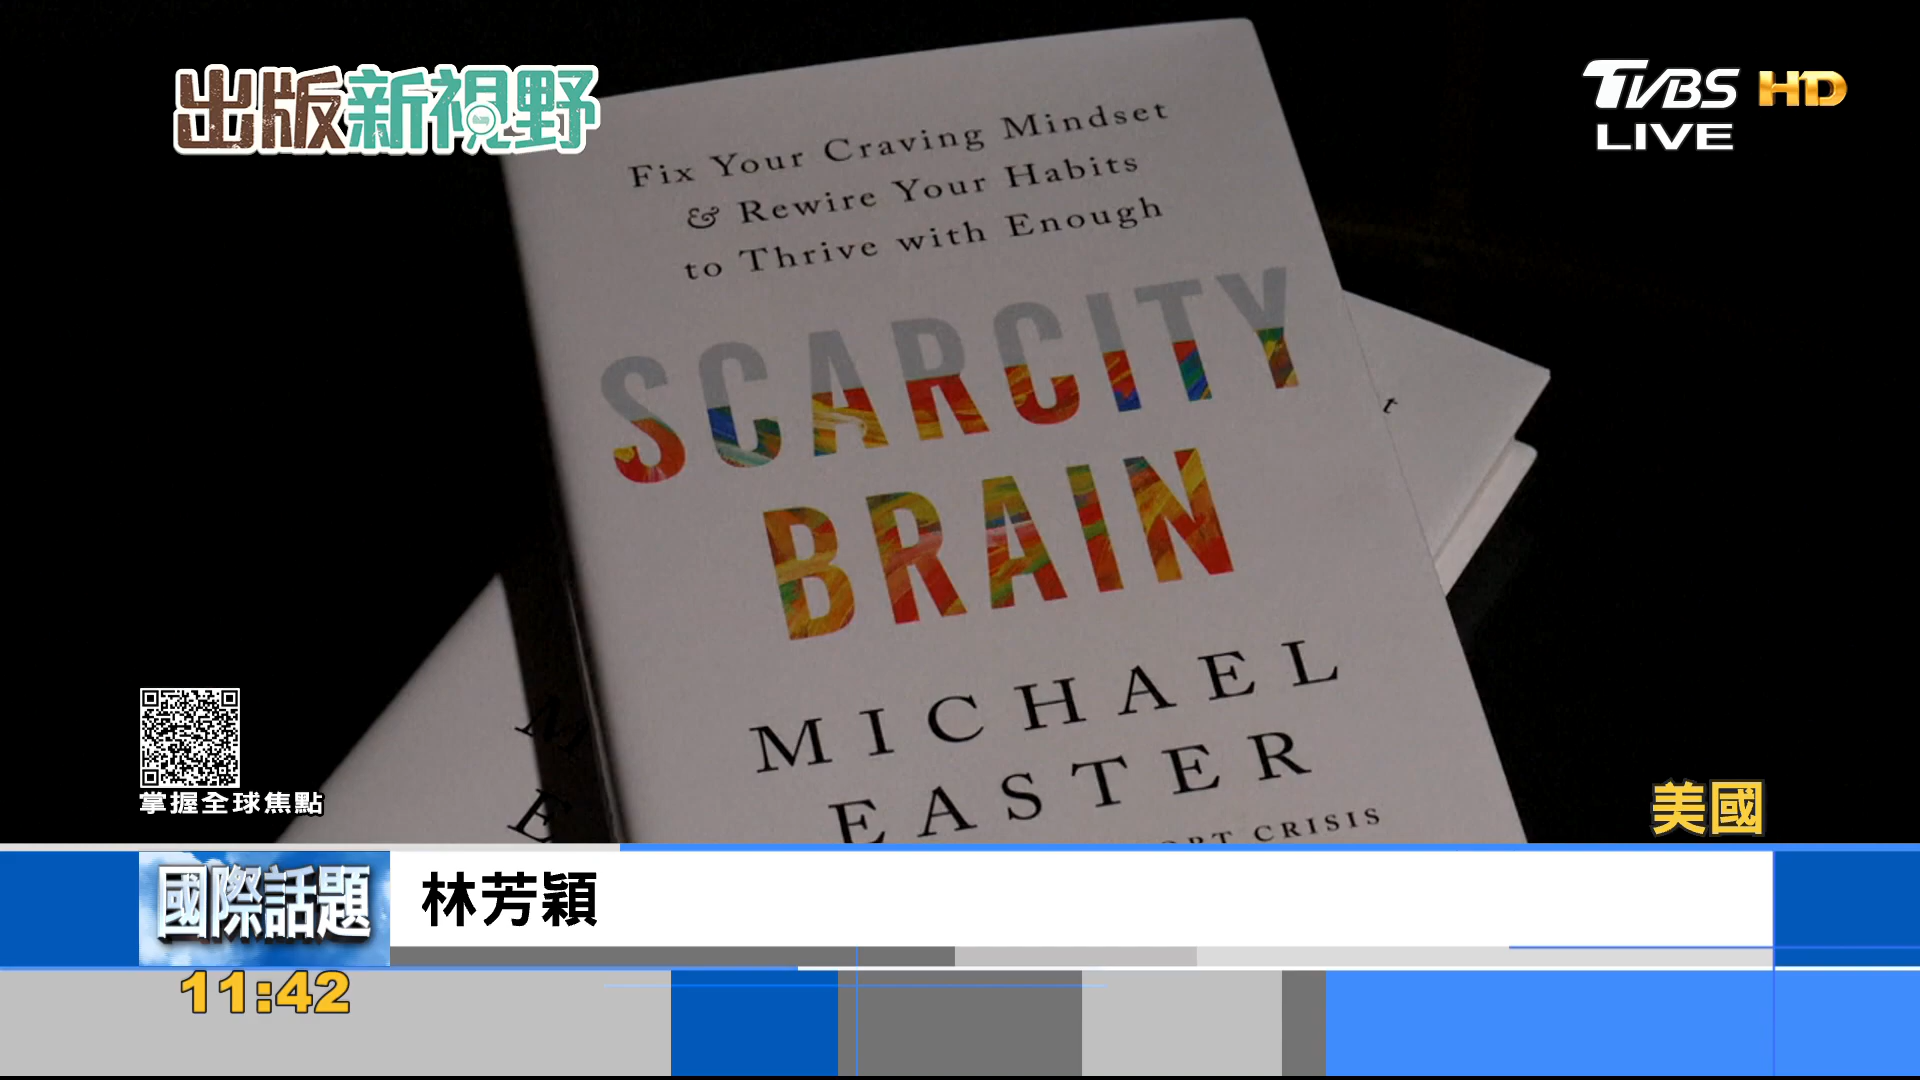 出版新視野
TVBS HD
LIVE
Fix Your Craving Mindset
& Rewire Your Habits
to Thrive with Enough
SCARCITY
BRAIN
MICHAEL
EASTER
CRISIS
t
掌握全球焦點
美國
國際話題
林芳穎
11:42